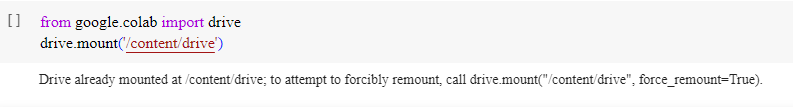 [ ] from google.colab import drive
drive.mount('/content/drive')
Drive already mounted at /content/drive; to attempt to forcibly remount, call drive.mount("/content/drive", force_remount=True).